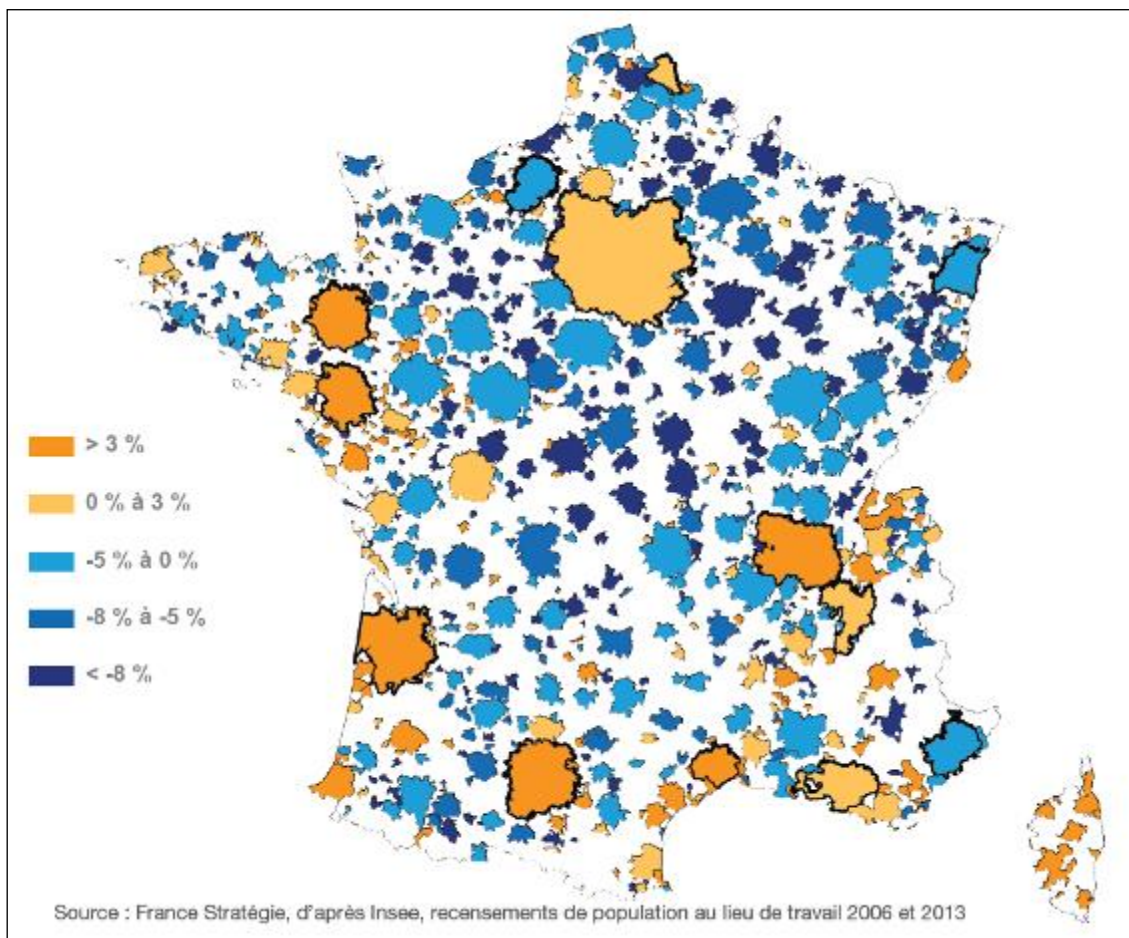 > 3 %
0 % à 3 %
-5 % à 0 %
-8 % à -5 %
< -8 %
Source : France Stratégie, d'après Insee, recensements de population au lieu de travail 2006 et 2013